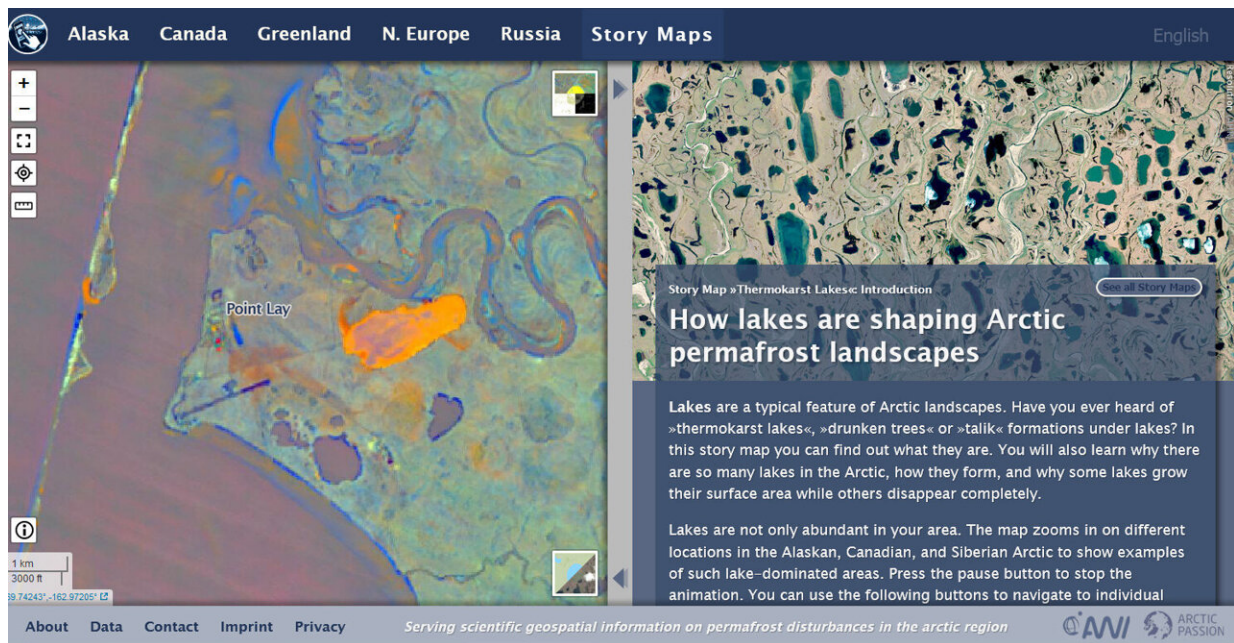 Alaska Canada Greenland N. Europe Russia Story Maps English
+
−
Point Lay
1 km
3000 ft
69.74243°,-162.97205°
Story Map »Thermokarst Lakes«: Introduction
See all Story Maps
How lakes are shaping Arctic
permafrost landscapes
Lakes are a typical feature of Arctic landscapes. Have you ever heard of
»thermokarst lakes«, »drunken trees« or »talik« formations under lakes? In
this story map you can find out what they are. You will also learn why there
are so many lakes in the Arctic, how they form, and why some lakes grow
their surface area while others disappear completely.
Lakes are not only abundant in your area. The map zooms in on different
locations in the Alaskan, Canadian, and Siberian Arctic to show examples
of such lake-dominated areas. Press the pause button to stop the
animation. You can use the following buttons to navigate to individual
About Data Contact Imprint Privacy
Serving scientific geospatial information on permafrost disturbances in the arctic region
AWI
ARCTIC
PASSION